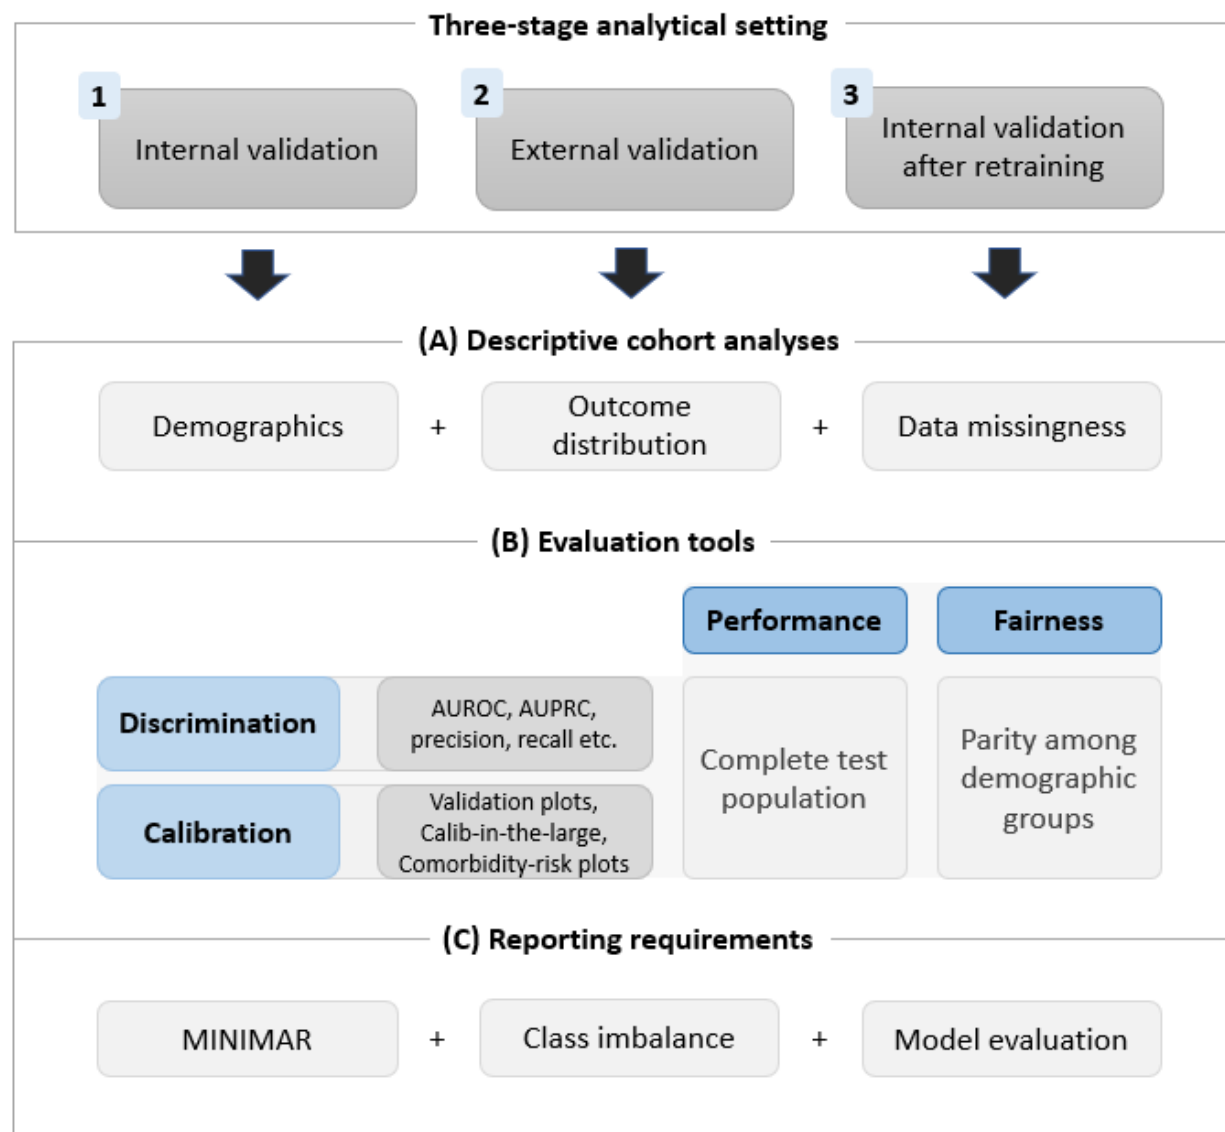 Three-stage analytical setting
1
Internal validation
2
External validation
3
Internal validation
after retraining
(A) Descriptive cohort analyses
Demographics
+
Outcome
distribution
+
Data missingness
(B) Evaluation tools
Performance
Fairness
Discrimination
AUROC, AUPRC,
precision, recall etc.
Calibration
Validation plots,
Calib-in-the-large,
Comorbidity-risk plots
Complete test
population
Parity among
demographic
groups
(C) Reporting requirements
MINIMAR
+
Class imbalance
+
Model evaluation